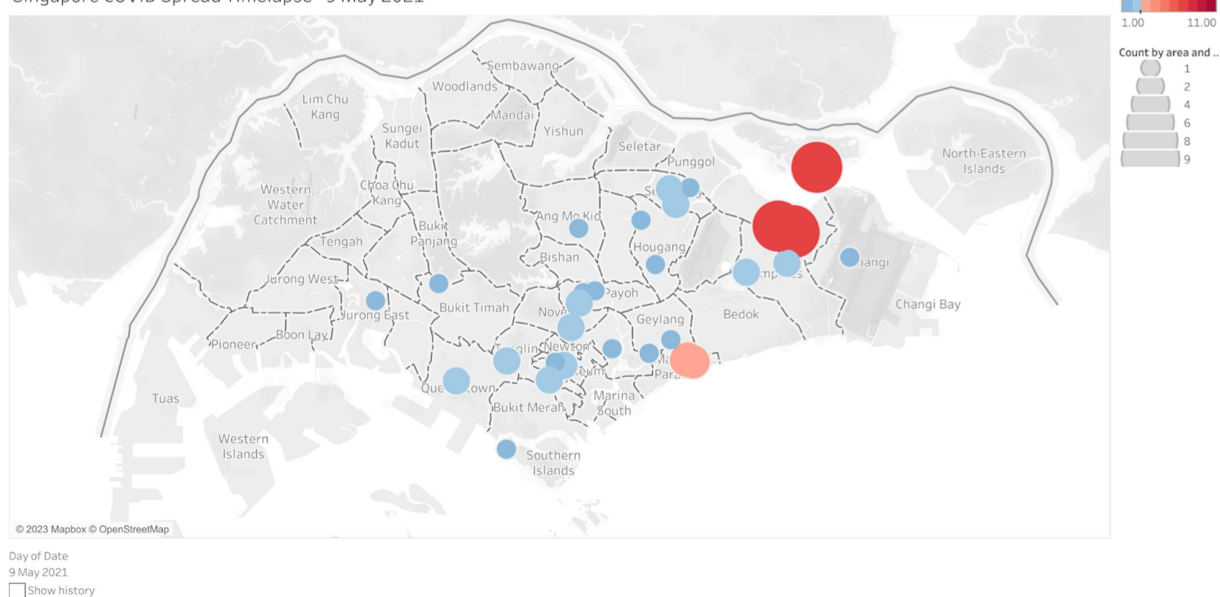 Singapore COVID Spread Timelapse - 9 May 2021
1.00 11.00
Count by area and ..
1
2
4
6
8
9
Sembawang
Woodlands
Lim Chu
Kang
Mandai
Sungei
Kadut
Yishun
Seletar
Punggol
North-Eastern
Islands
Western
Water
Catchment
Choa Chu
Kang
Ang Mo Kio
Bukit
Panjang
Tengah
Hougang
Bishan
Jurong West
Changi Bay
Bukit Timah
Payoh
Jurong East
Geylang
Bedok
Boon Lay
Pioneer
Newton
Tuas
Bukit Merah
Marina
South
Western
Islands
Southern
Islands
© 2023 Mapbox © OpenStreetMap
Day of Date
9 May 2021
Show history